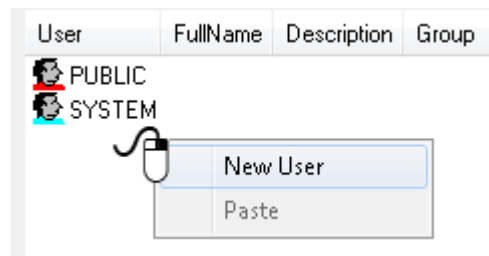 User FullName Description Group
PUBLIC
SYSTEM
New User
Paste